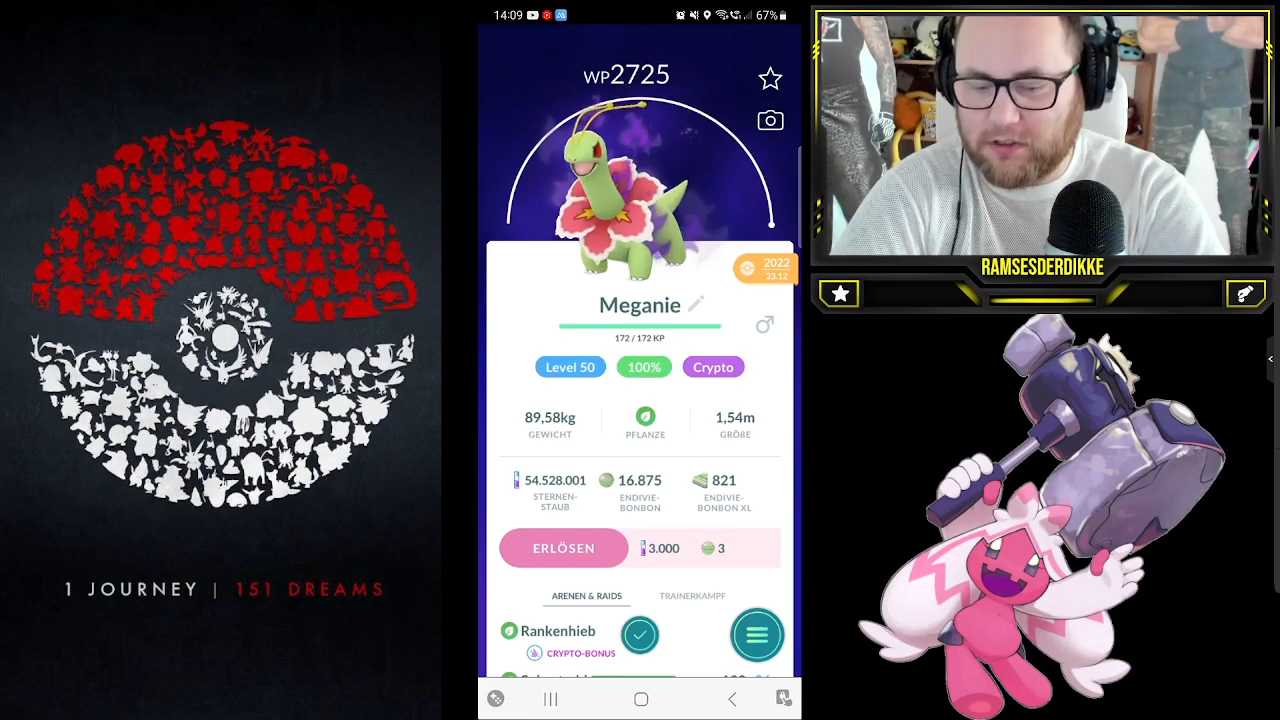 1 JOURNEY | 151 DREAMS
14:09
67%
WP2725
2022
23.12
Meganie
172 / 172 KP
Level 50
100%
Crypto
89,58kg
GEWICHT
PFLANZE
1,54m
GRÖßE
54.528.001
STERNEN-
STAUB
16.875
ENDIVIE-
BONBON
821
ENDIVIE-
BONBON XL
ERLÖSEN
3.000
3
ARENEN & RAIDS
TRAINERKAMPF
Rankenhieb
CRYPTO-BONUS
RAMSESDERDIKKE